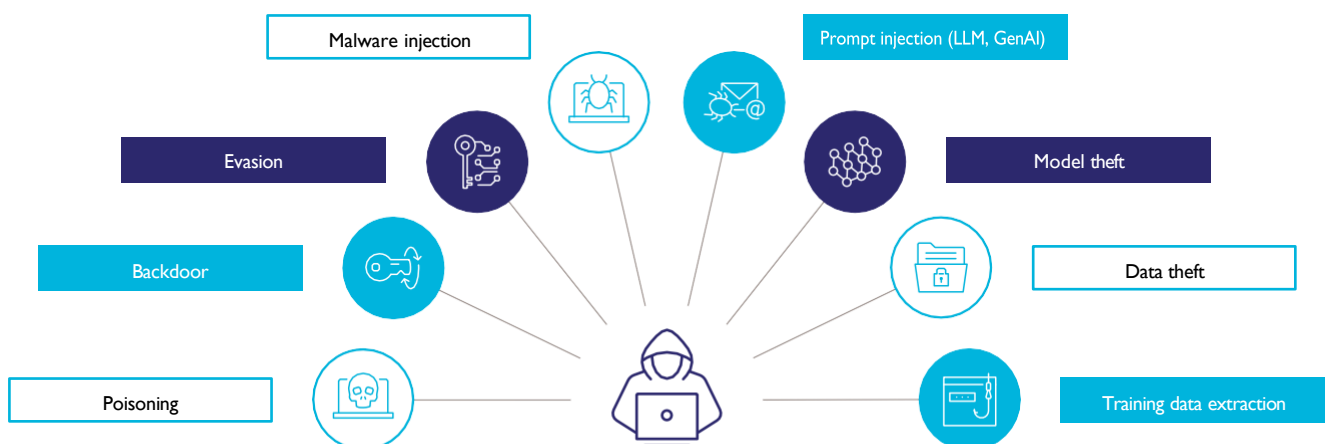 Malware injection
Prompt injection (LLM, GenAI)
Evasion
Model theft
Backdoor
Data theft
Poisoning
Training data extraction